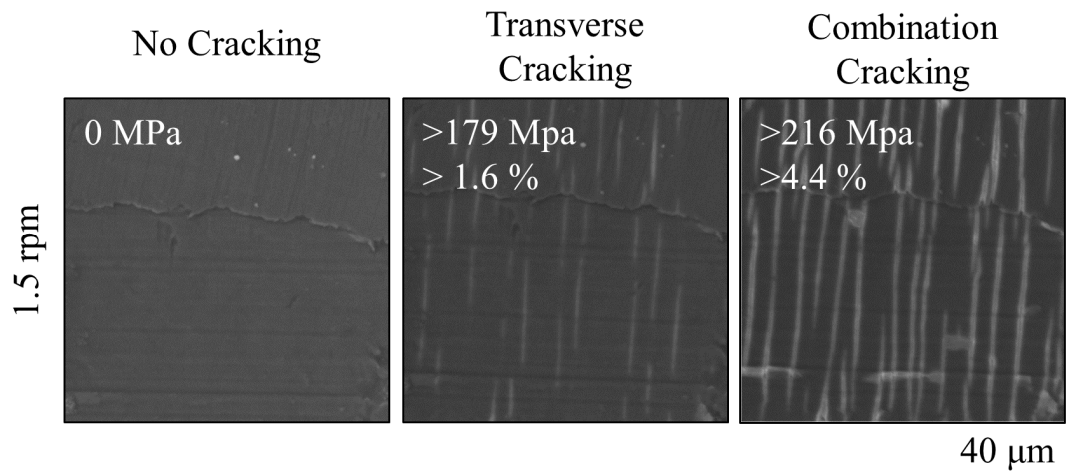 No Cracking
Transverse
Cracking
Combination
Cracking
0 MPa
>179 Mpa
> 1.6 %
>216 Mpa
>4.4 %
1.5 rpm
40 μm